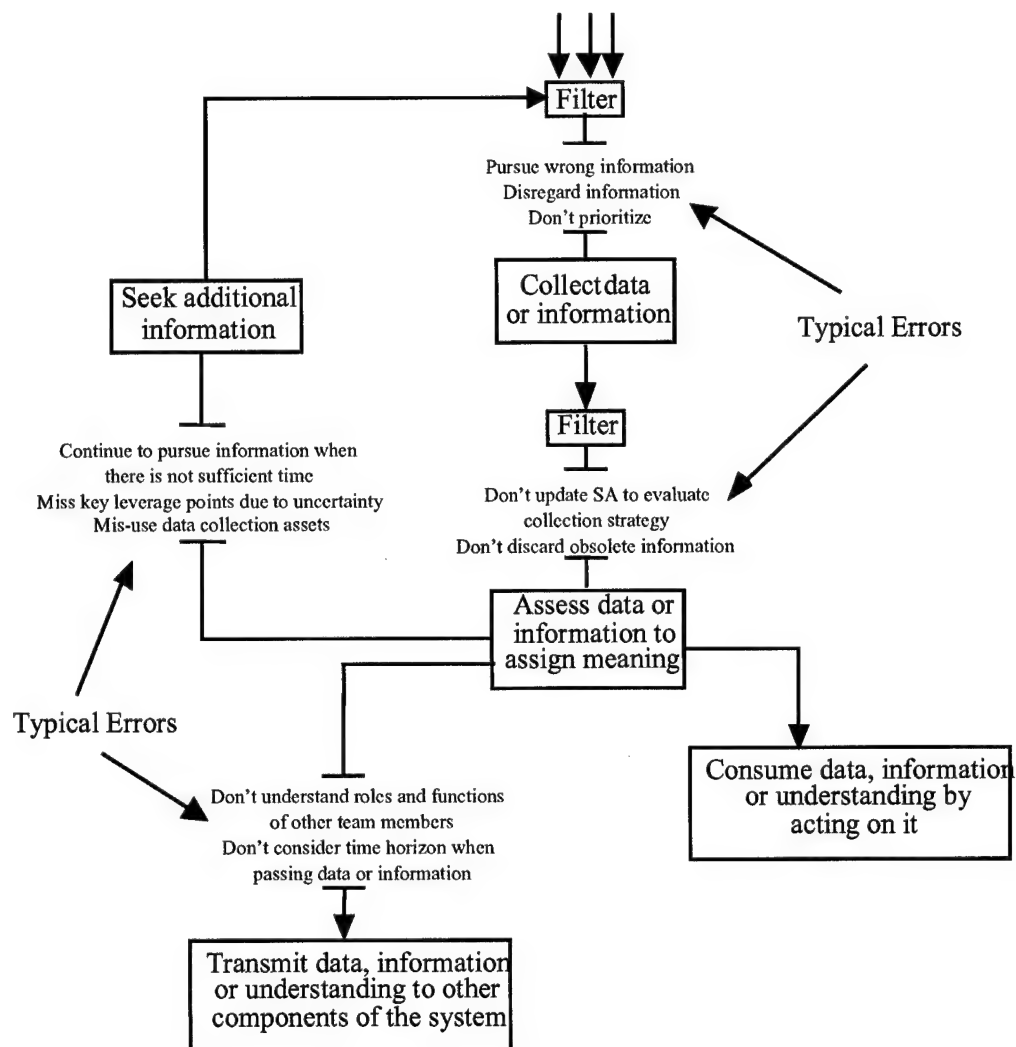 Filter
Pursue wrong information
Disregard information
Don't prioritize
Seek additional
information
Collect data
or information
Typical Errors
Filter
Continue to pursue information when
there is not sufficient time
Miss key leverage points due to uncertainty
Mis-use data collection assets
Don't update SA to evaluate
collection strategy
Don't discard obsolete information
Assess data or
information to
assign meaning
Typical Errors
Consume data, information
or understanding by
acting on it
Don't understand roles and functions
of other team members
Don't consider time horizon when
passing data or information
Transmit data, information
or understanding to other
components of the system